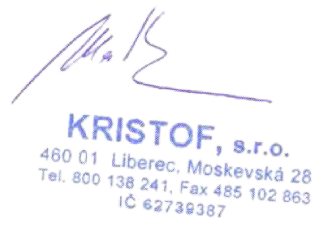 KRISTOF, s.r.o.
460 01 Liberec, Moskevská 28
Tel. 800 138 241, Fax 485 102 863
IČ 62739387